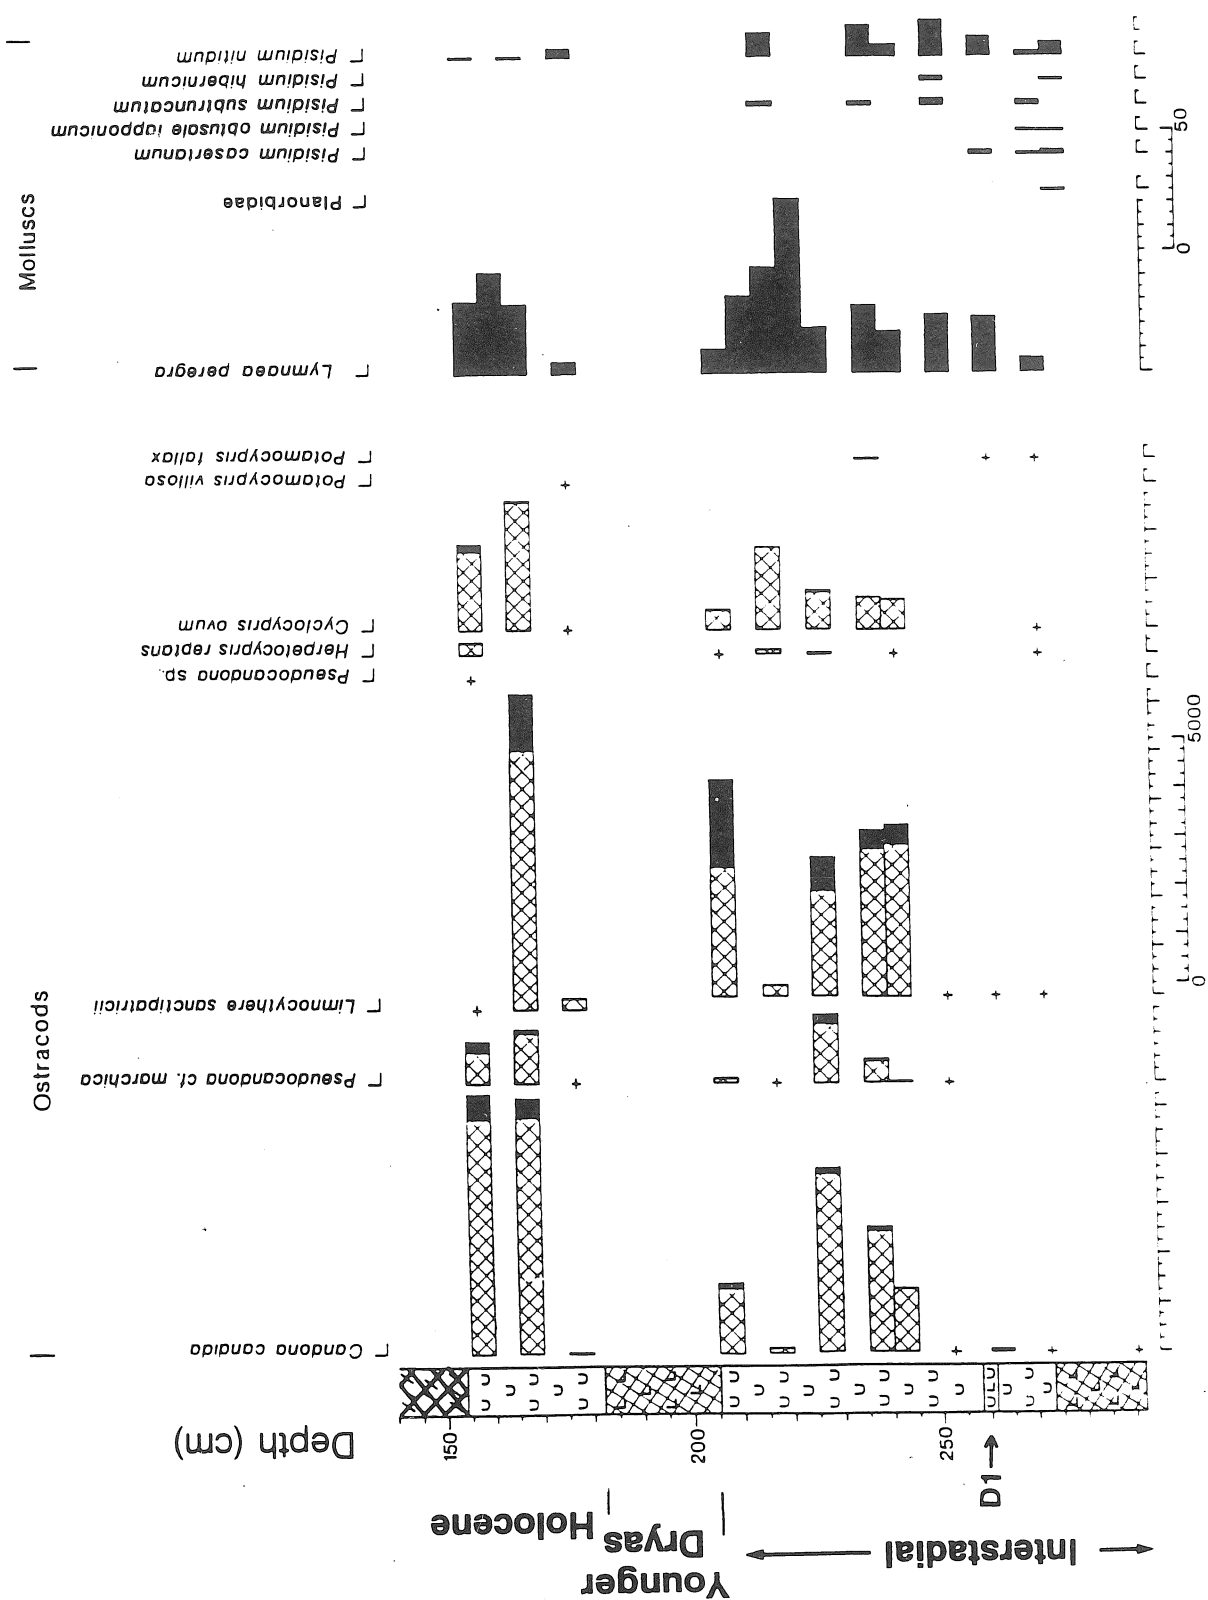 Ostracods
Molluscs
Depth (cm)
Candona candida
Pseudocandona cf. marchica
Limnocythere sanctipatricii
Pseudocandona sp.
Herpetocypris reptans
Cyclocypris ovum
Potamocypris villosa
Potamocypris fallax
Lymnaea peregra
Planorbidae
Pisidium casertanum
Pisidium obtusale lapponicum
Pisidium subtruncatum
Pisidium hibernicum
Pisidium nitidum
Holocene
Younger
Dryas
Interstadial
150
200
250
D1
0
5000
0
50